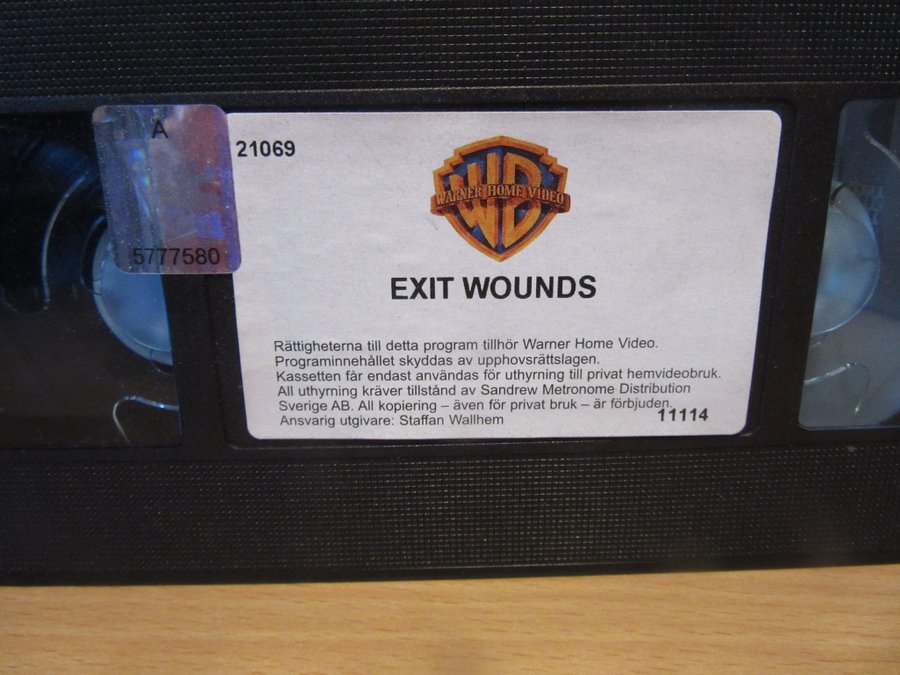 A
5777580
21069
WB
WARNER HOME VIDEO
EXIT WOUNDS
Rättigheterna till detta program tillhör Warner Home Video.
Programinnehållet skyddas av upphovsrättslagen.
Kassetten får endast användas för uthyrning till privat hemvideobruk.
All uthyrning kräver tillstånd av Sandrew Metronome Distribution
Sverige AB. All kopiering – även för privat bruk – är förbjuden.
Ansvarig utgivare: Staffan Wallhem
11114